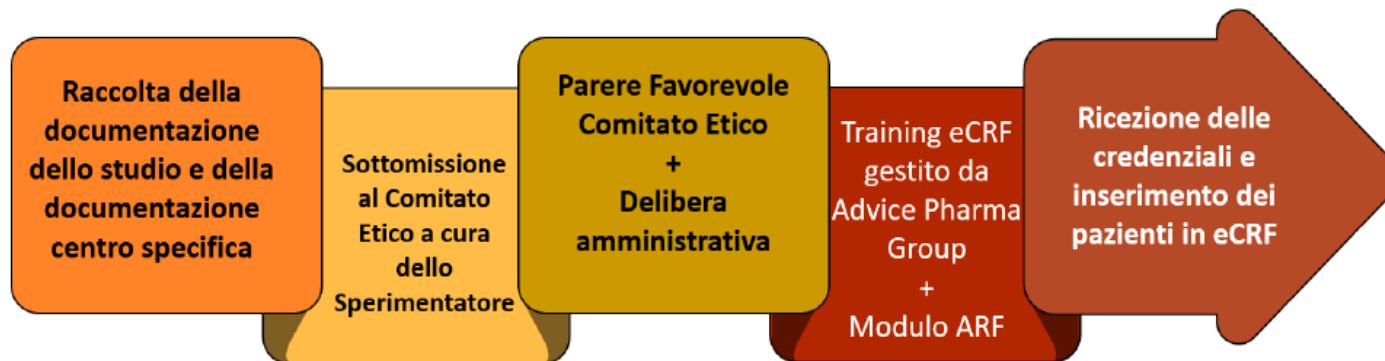 Raccolta della
documentazione
dello studio e della
documentazione
centro specifica
Sottomissione
al Comitato
Etico a cura
dello
Sperimentatore
Parere Favorevole
Comitato Etico
+
Delibera
amministrativa
Training eCRF
gestito da
Advice Pharma
Group
+
Modulo ARF
Ricezione delle
credenziali e
inserimento dei
pazienti in eCRF